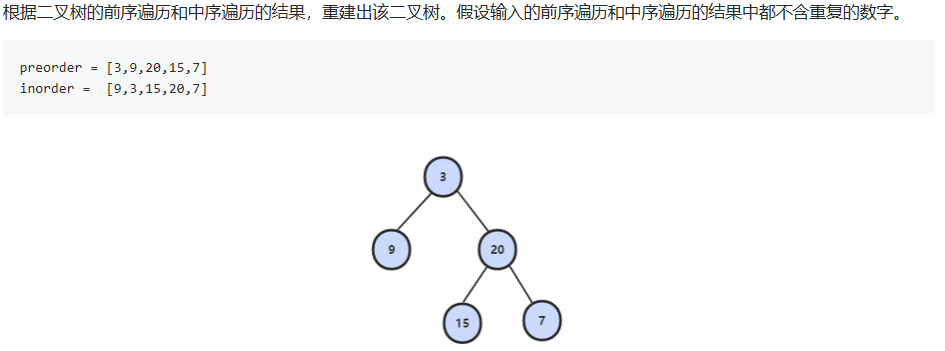 根据二叉树的前序遍历和中序遍历的结果，重建出该二叉树。假设输入的前序遍历和中序遍历的结果中都不含重复的数字。
preorder = [3,9,20,15,7]
inorder =  [9,3,15,20,7]
3
9
20
15
7